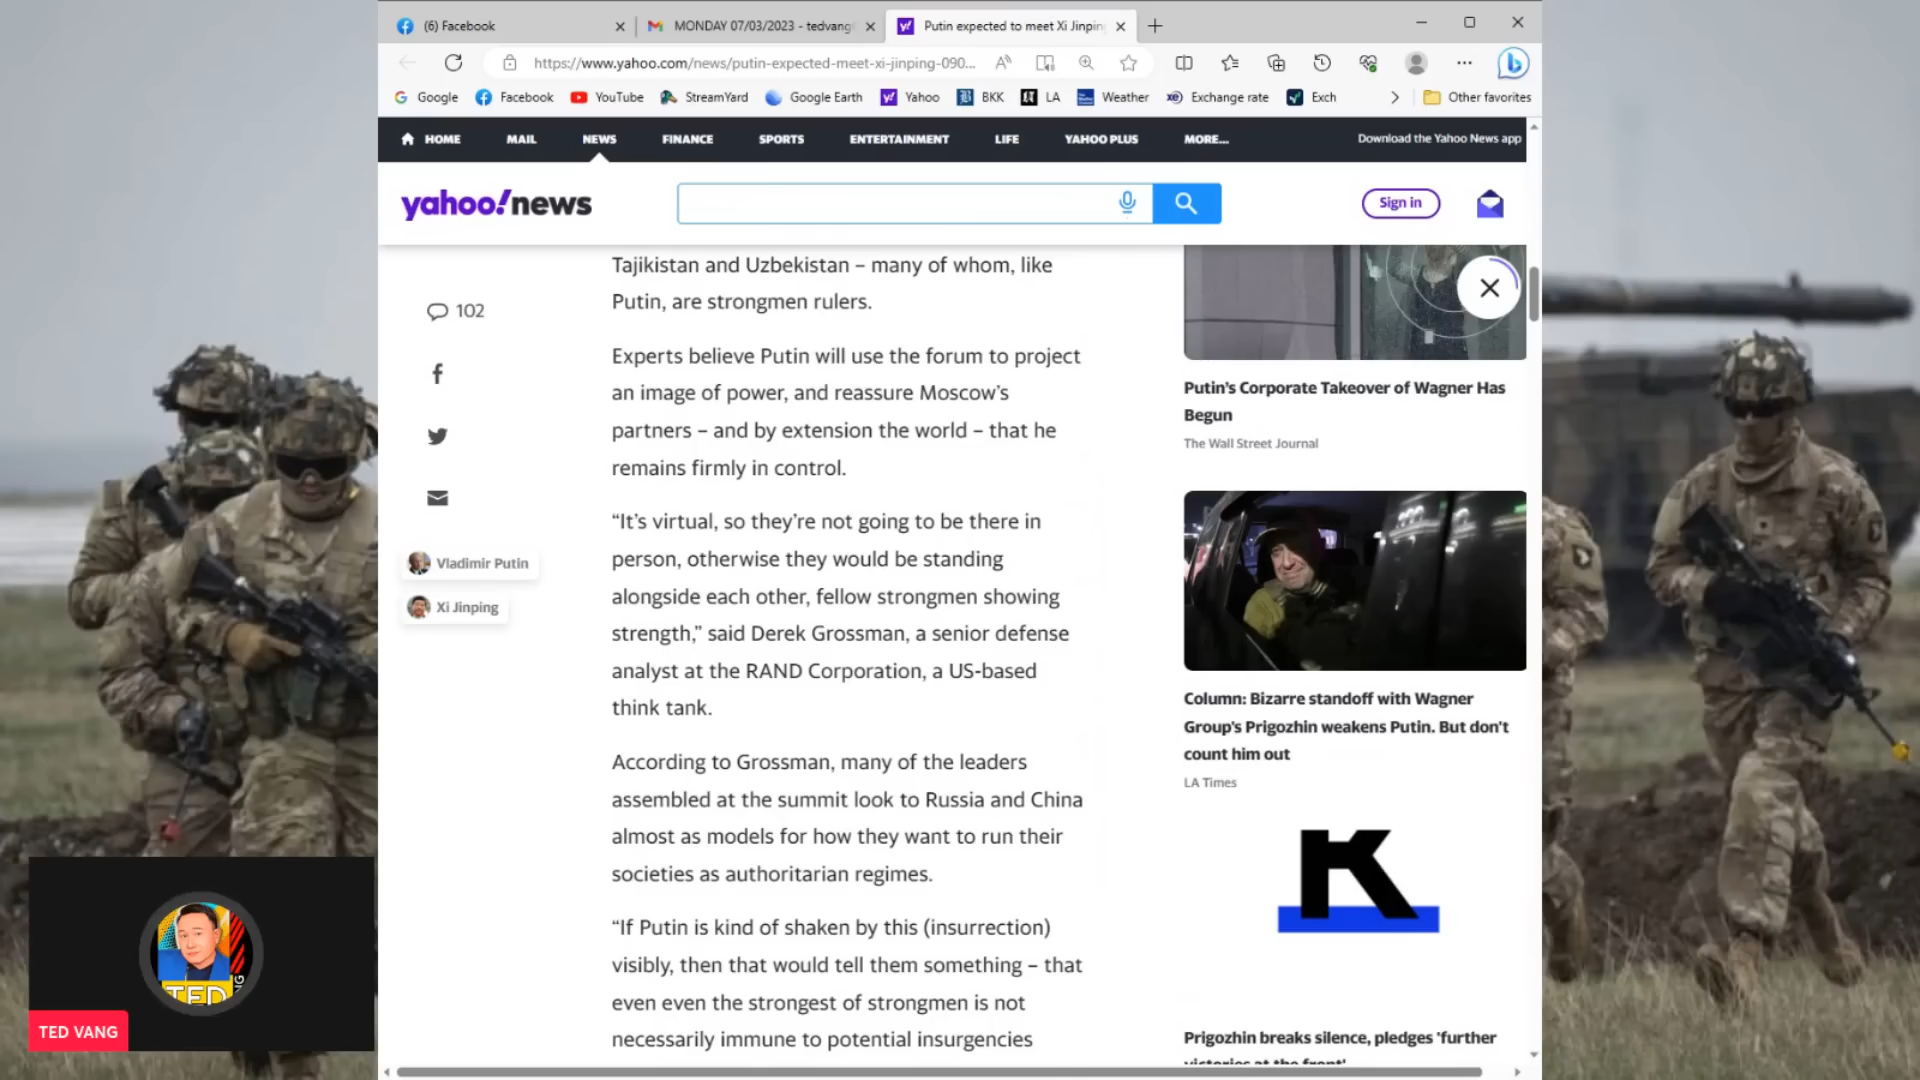 (6) Facebook
MONDAY 07/03/2023 - tedvang
Putin expected to meet Xi Jinpin
https://www.yahoo.com/news/putin-expected-meet-xi-jinping-090...
Google
Facebook
YouTube
StreamYard
Google Earth
Yahoo
BKK
LA
Weather
Exchange rate
Exch
Other favorites
HOME
MAIL
NEWS
FINANCE
SPORTS
ENTERTAINMENT
LIFE
YAHOO PLUS
MORE...
Download the Yahoo News app
yahoo!news
Sign in
102
Vladimir Putin
Xi Jinping
Tajikistan and Uzbekistan – many of whom, like
Putin, are strongmen rulers.
Experts believe Putin will use the forum to project
an image of power, and reassure Moscow’s
partners – and by extension the world – that he
remains firmly in control.
“It’s virtual, so they’re not going to be there in
person, otherwise they would be standing
alongside each other, fellow strongmen showing
strength,” said Derek Grossman, a senior defense
analyst at the RAND Corporation, a US-based
think tank.
According to Grossman, many of the leaders
assembled at the summit look to Russia and China
almost as models for how they want to run their
societies as authoritarian regimes.
“If Putin is kind of shaken by this (insurrection)
visibly, then that would tell them something – that
even even the strongest of strongmen is not
necessarily immune to potential insurgencies
Putin’s Corporate Takeover of Wagner Has
Begun
The Wall Street Journal
Column: Bizarre standoff with Wagner
Group's Prigozhin weakens Putin. But don't
count him out
LA Times
K
Prigozhin breaks silence, pledges 'further
victories at the front'
TED
TED VANG